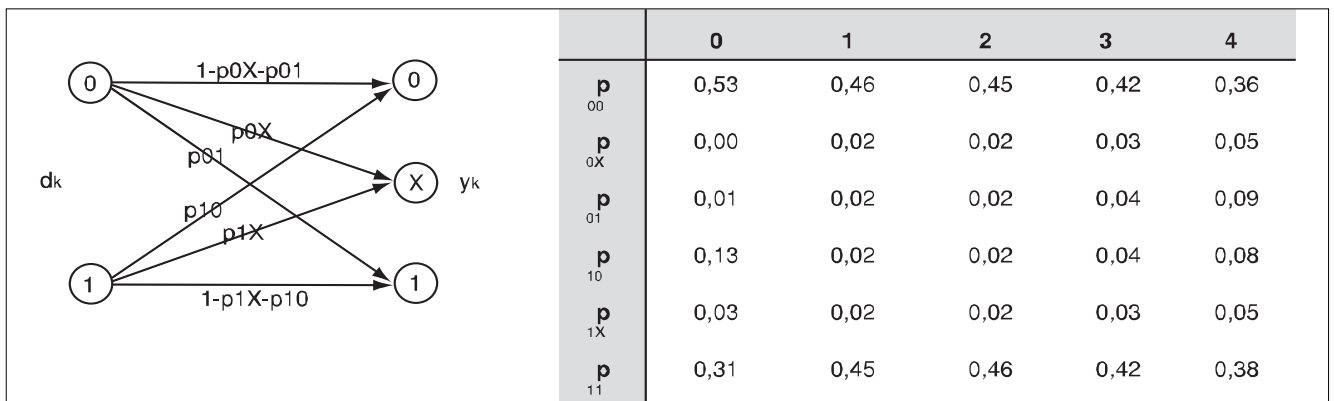 0
1-p0X-p01
0
p0X
p01
dk
X
yk
p10
p1X
1
1-p1X-p10
1
0 1 2 3 4
p00 0,53 0,46 0,45 0,42 0,36
p0X 0,00 0,02 0,02 0,03 0,05
p01 0,01 0,02 0,02 0,04 0,09
p10 0,13 0,02 0,02 0,04 0,08
p1X 0,03 0,02 0,02 0,03 0,05
p11 0,31 0,45 0,46 0,42 0,38